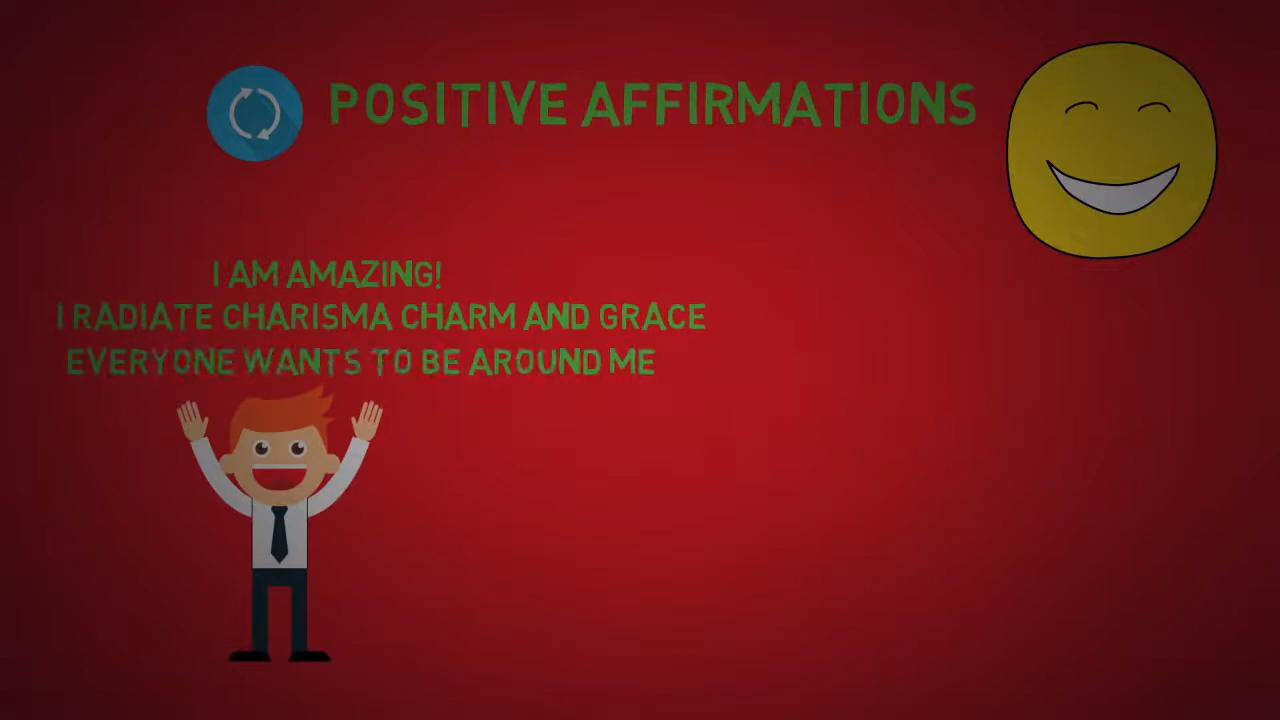 POSITIVE AFFIRMATIONS
I AM AMAZING!
I RADIATE CHARISMA CHARM AND GRACE
EVERYONE WANTS TO BE AROUND ME